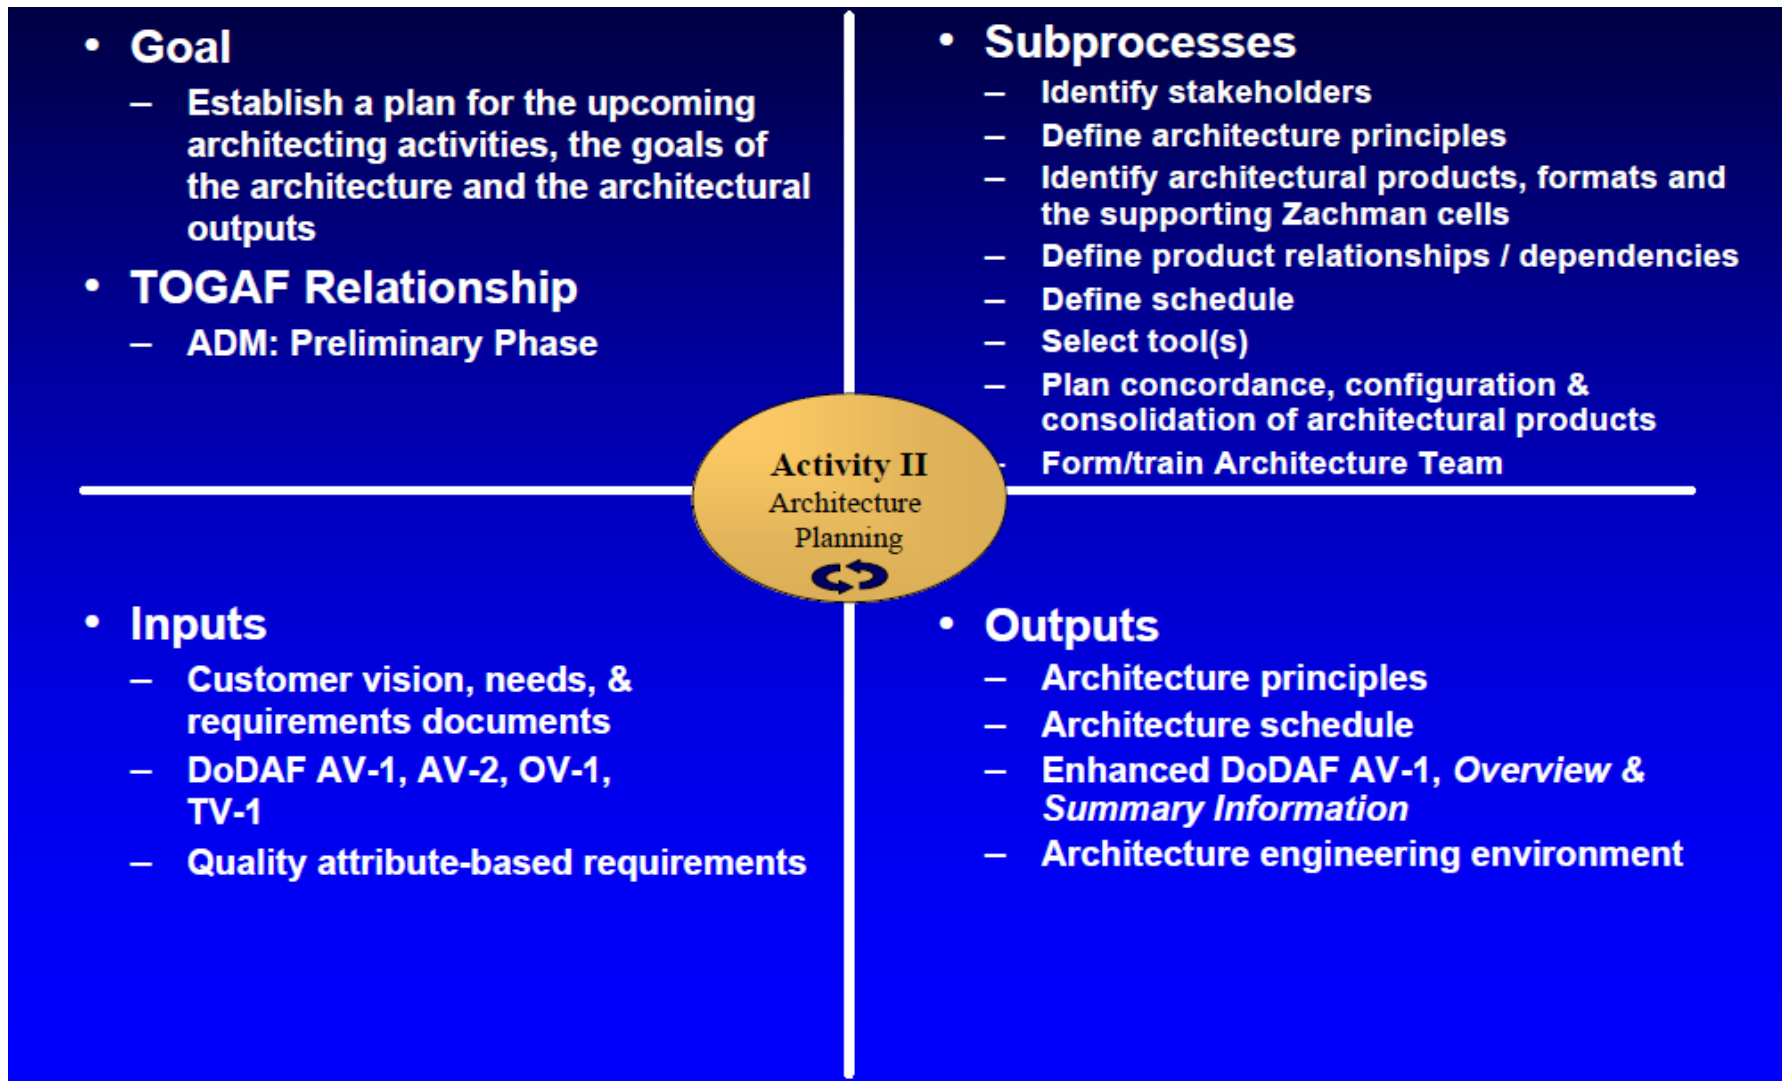 • Goal
– Establish a plan for the upcoming
architecting activities, the goals of
the architecture and the architectural
outputs
• TOGAF Relationship
– ADM: Preliminary Phase
• Subprocesses
– Identify stakeholders
– Define architecture principles
– Identify architectural products, formats and
the supporting Zachman cells
– Define product relationships / dependencies
– Define schedule
– Select tool(s)
– Plan concordance, configuration &
consolidation of architectural products
– Form/train Architecture Team
Activity II
Architecture
Planning
• Inputs
– Customer vision, needs, &
requirements documents
– DoDAF AV-1, AV-2, OV-1,
TV-1
– Quality attribute-based requirements
• Outputs
– Architecture principles
– Architecture schedule
– Enhanced DoDAF AV-1, Overview &
Summary Information
– Architecture engineering environment